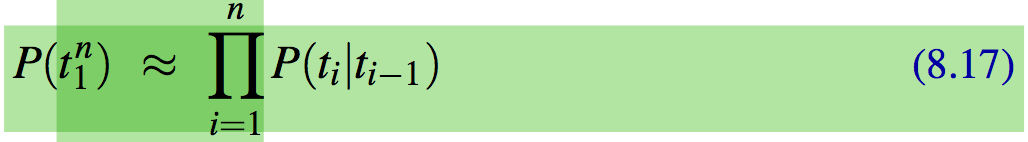 P(t_1^n) ≈ ∏_{i=1}^{n} P(t_i|t_{i−1}) (8.17)